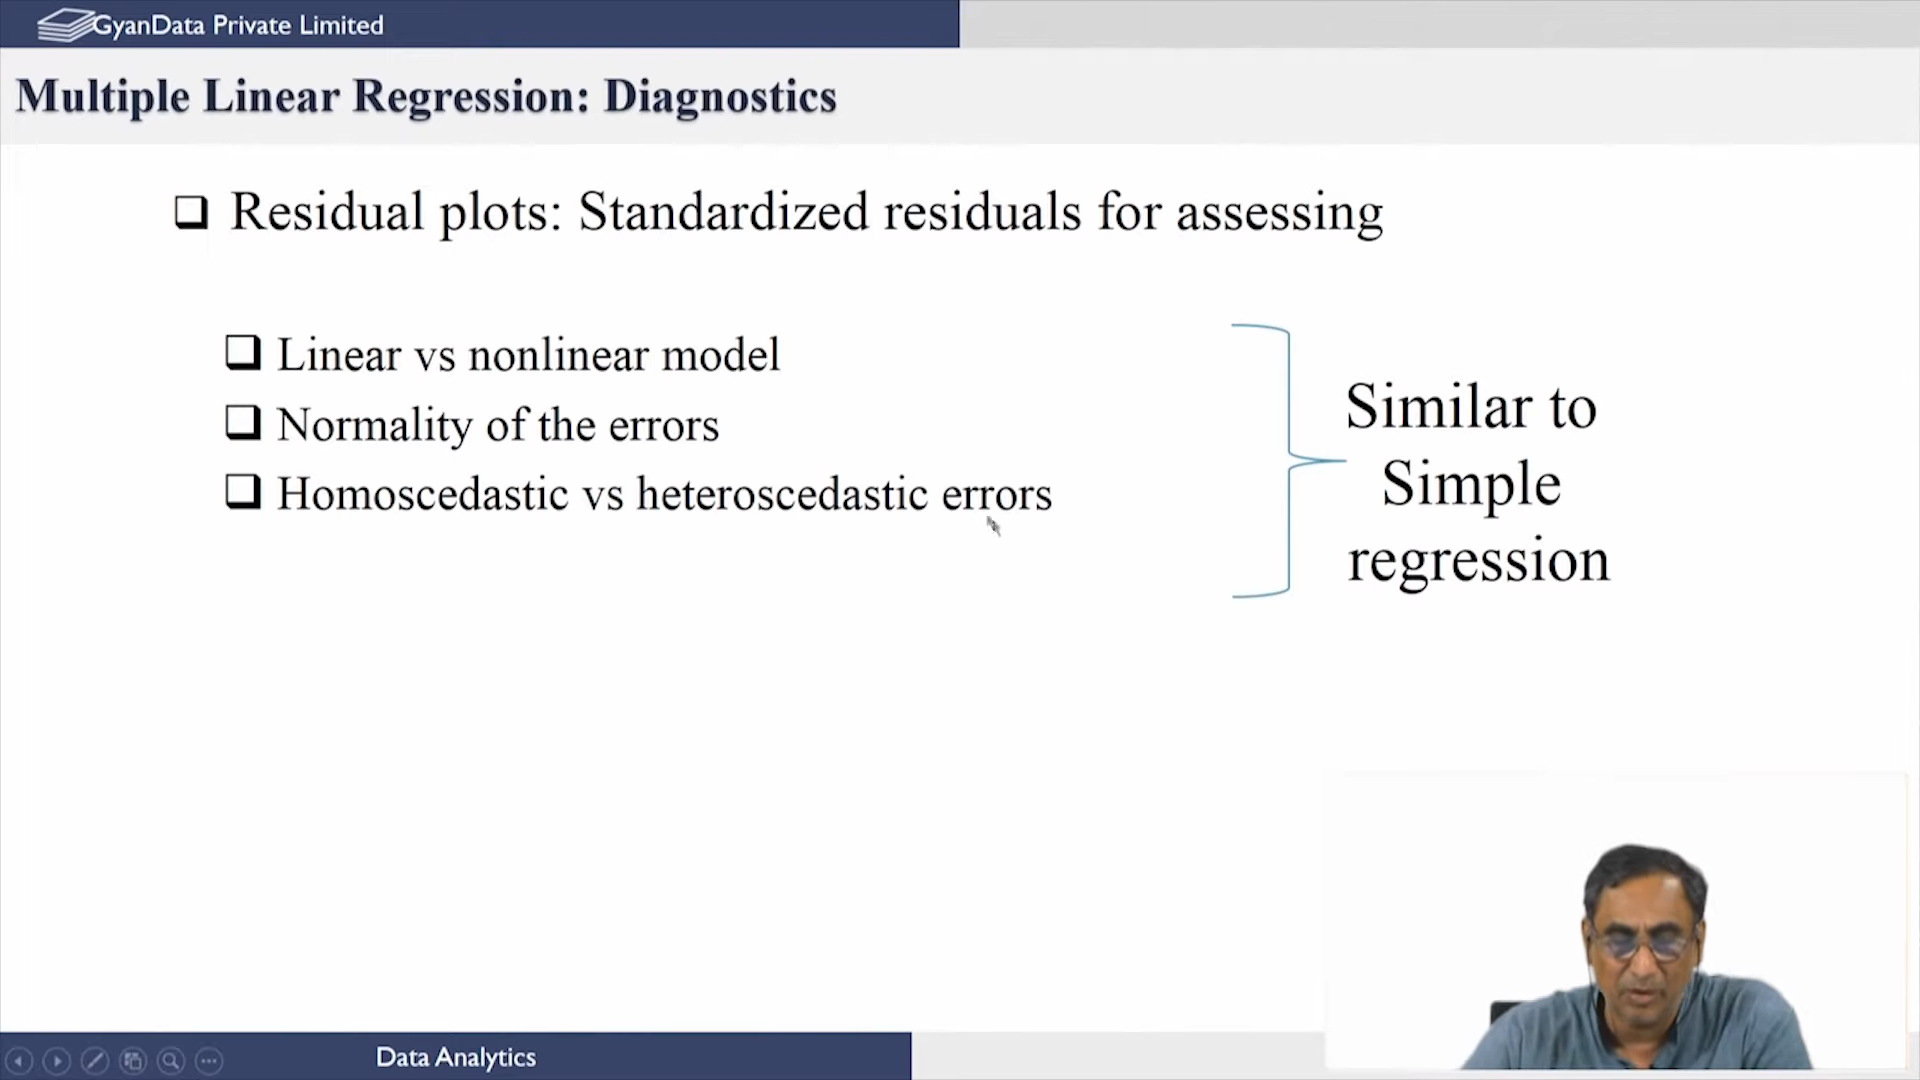 GyanData Private Limited
Multiple Linear Regression: Diagnostics
Residual plots: Standardized residuals for assessing
Linear vs nonlinear model
Normality of the errors
Homoscedastic vs heteroscedastic errors
Similar to
Simple
regression
Data Analytics